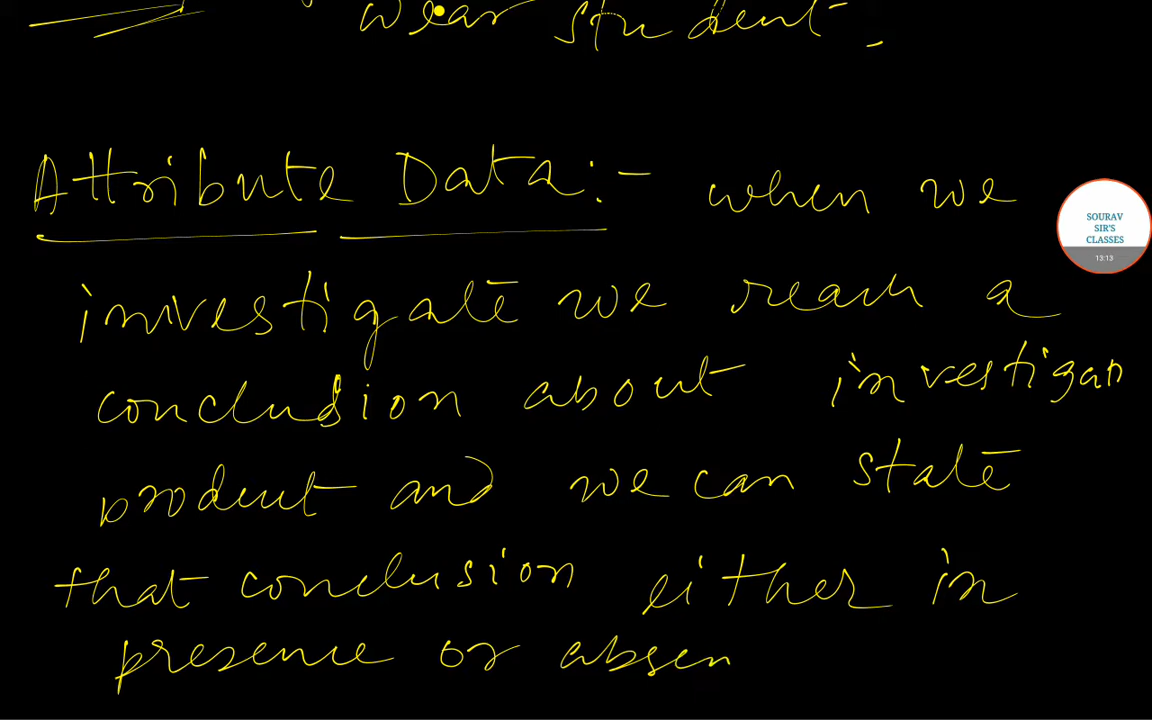 wear student.
Attribute Data:- when we
SOURAV
SIR'S
CLASSES
13:13
investigate we reach a
conclusion about investigan
product and we can state
that conclusion either in
presence or absen